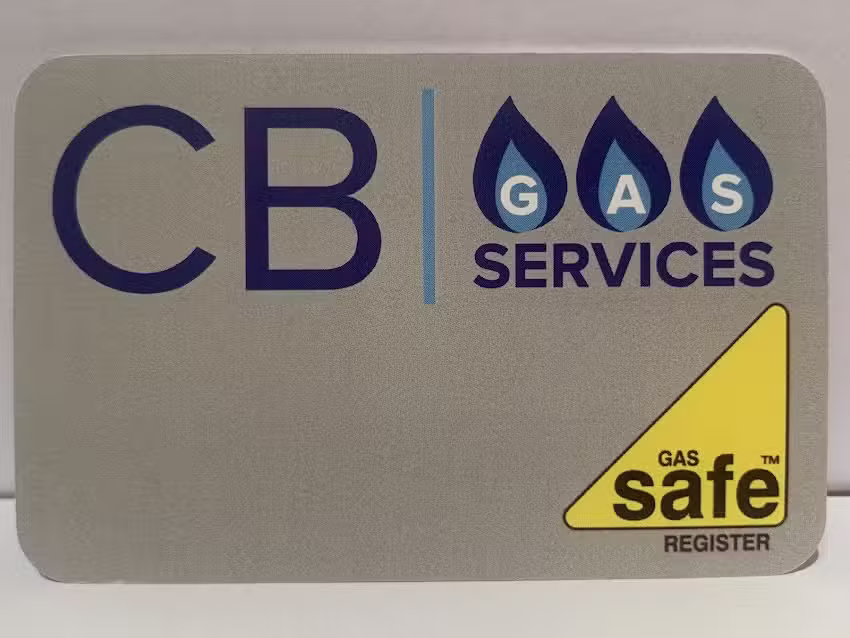 CB
GAS
SERVICES
GAS
safe™
REGISTER